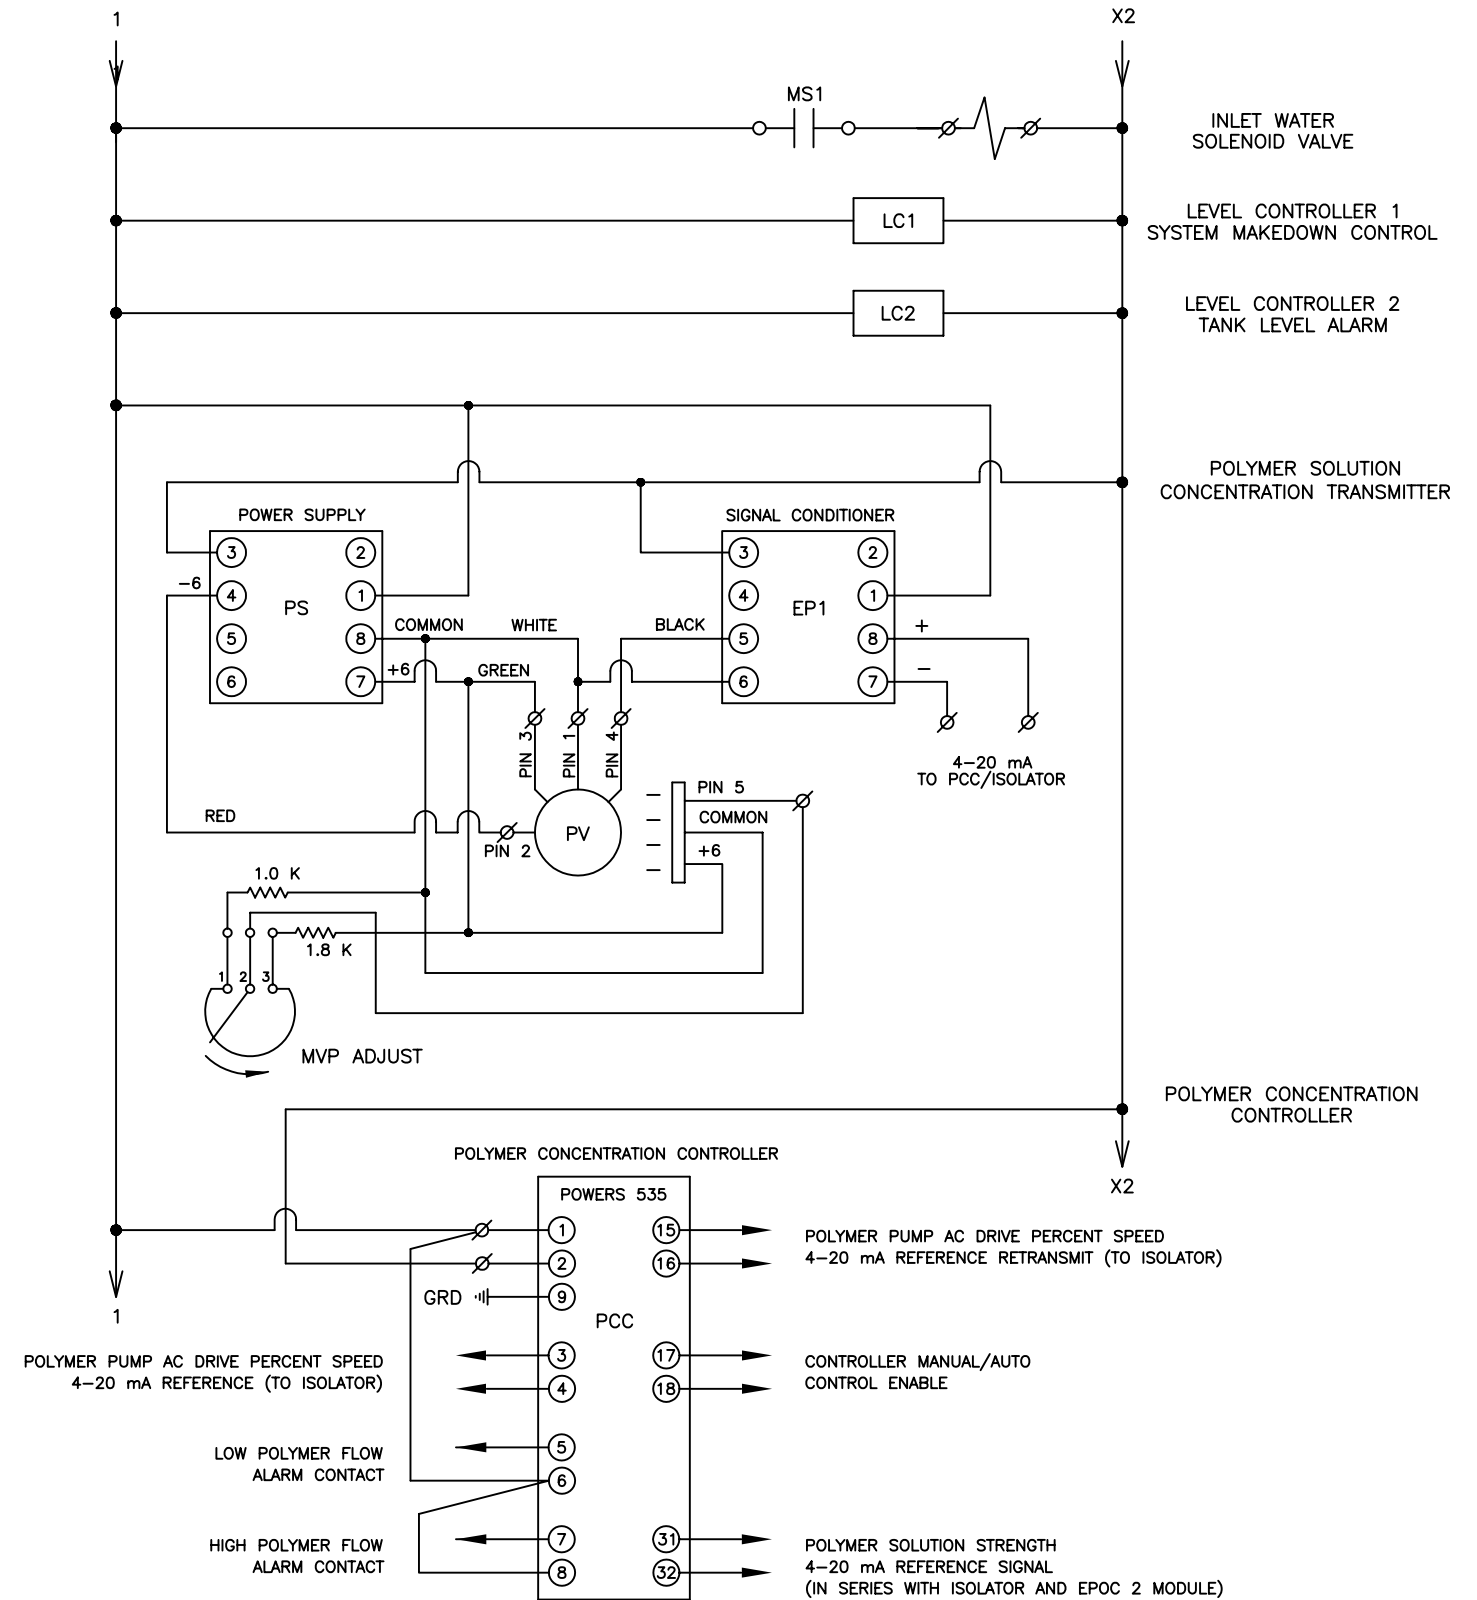 1
X2
MS1
INLET WATER
SOLENOID VALVE
LC1
LEVEL CONTROLLER 1
SYSTEM MAKEDOWN CONTROL
LC2
LEVEL CONTROLLER 2
TANK LEVEL ALARM
POLYMER SOLUTION
CONCENTRATION TRANSMITTER
POWER SUPPLY
3
2
-6
4
PS
1
5
8
COMMON
WHITE
6
7
+6
GREEN
SIGNAL CONDITIONER
3
2
4
EP1
1
BLACK
5
8
+
6
7
−
PIN 3
PIN 1
PIN 4
4-20 mA
TO PCC/ISOLATOR
PIN 5
COMMON
+6
RED
PIN 2
PV
1.0 K
1.8 K
1
2
3
MVP ADJUST
POLYMER CONCENTRATION
CONTROLLER
X2
POLYMER CONCENTRATION CONTROLLER
POWERS 535
1
15
POLYMER PUMP AC DRIVE PERCENT SPEED
4-20 mA REFERENCE RETRANSMIT (TO ISOLATOR)
2
16
GRD
9
PCC
1
POLYMER PUMP AC DRIVE PERCENT SPEED
4-20 mA REFERENCE (TO ISOLATOR)
3
17
4
18
CONTROLLER MANUAL/AUTO
CONTROL ENABLE
LOW POLYMER FLOW
ALARM CONTACT
5
6
HIGH POLYMER FLOW
ALARM CONTACT
7
31
8
32
POLYMER SOLUTION STRENGTH
4-20 mA REFERENCE SIGNAL
(IN SERIES WITH ISOLATOR AND EPOC 2 MODULE)